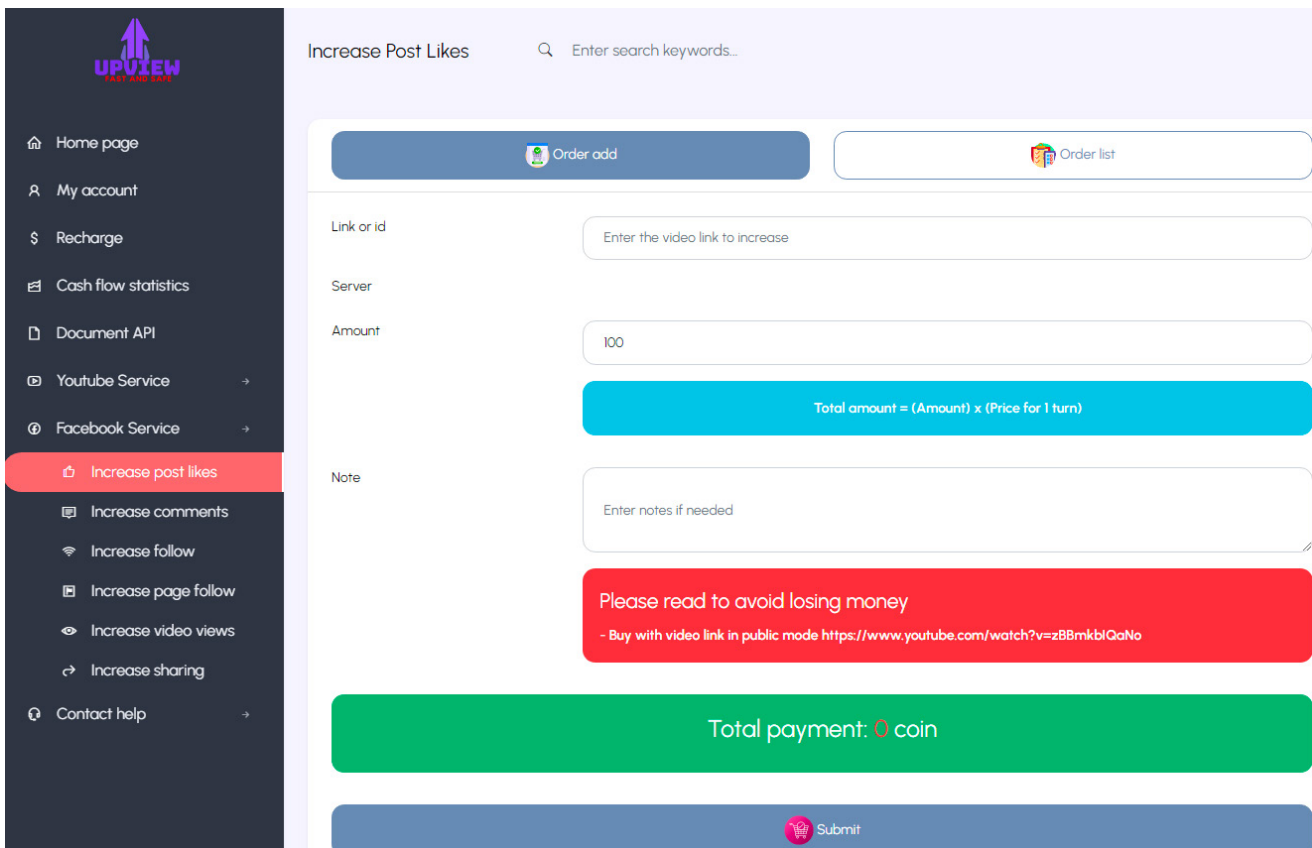 UPVIEW
FAST AND SAFE
Increase Post Likes
Enter search keywords...
Home page
My account
Recharge
Cash flow statistics
Document API
Youtube Service
Facebook Service
Increase post likes
Increase comments
Increase follow
Increase page follow
Increase video views
Increase sharing
Contact help
Order add
Order list
Link or id
Enter the video link to increase
Server
Amount
100
Total amount = (Amount) x (Price for 1 turn)
Note
Enter notes if needed
Please read to avoid losing money
- Buy with video link in public mode https://www.youtube.com/watch?v=zBBmkbIQaNo
Total payment: 0 coin
Submit